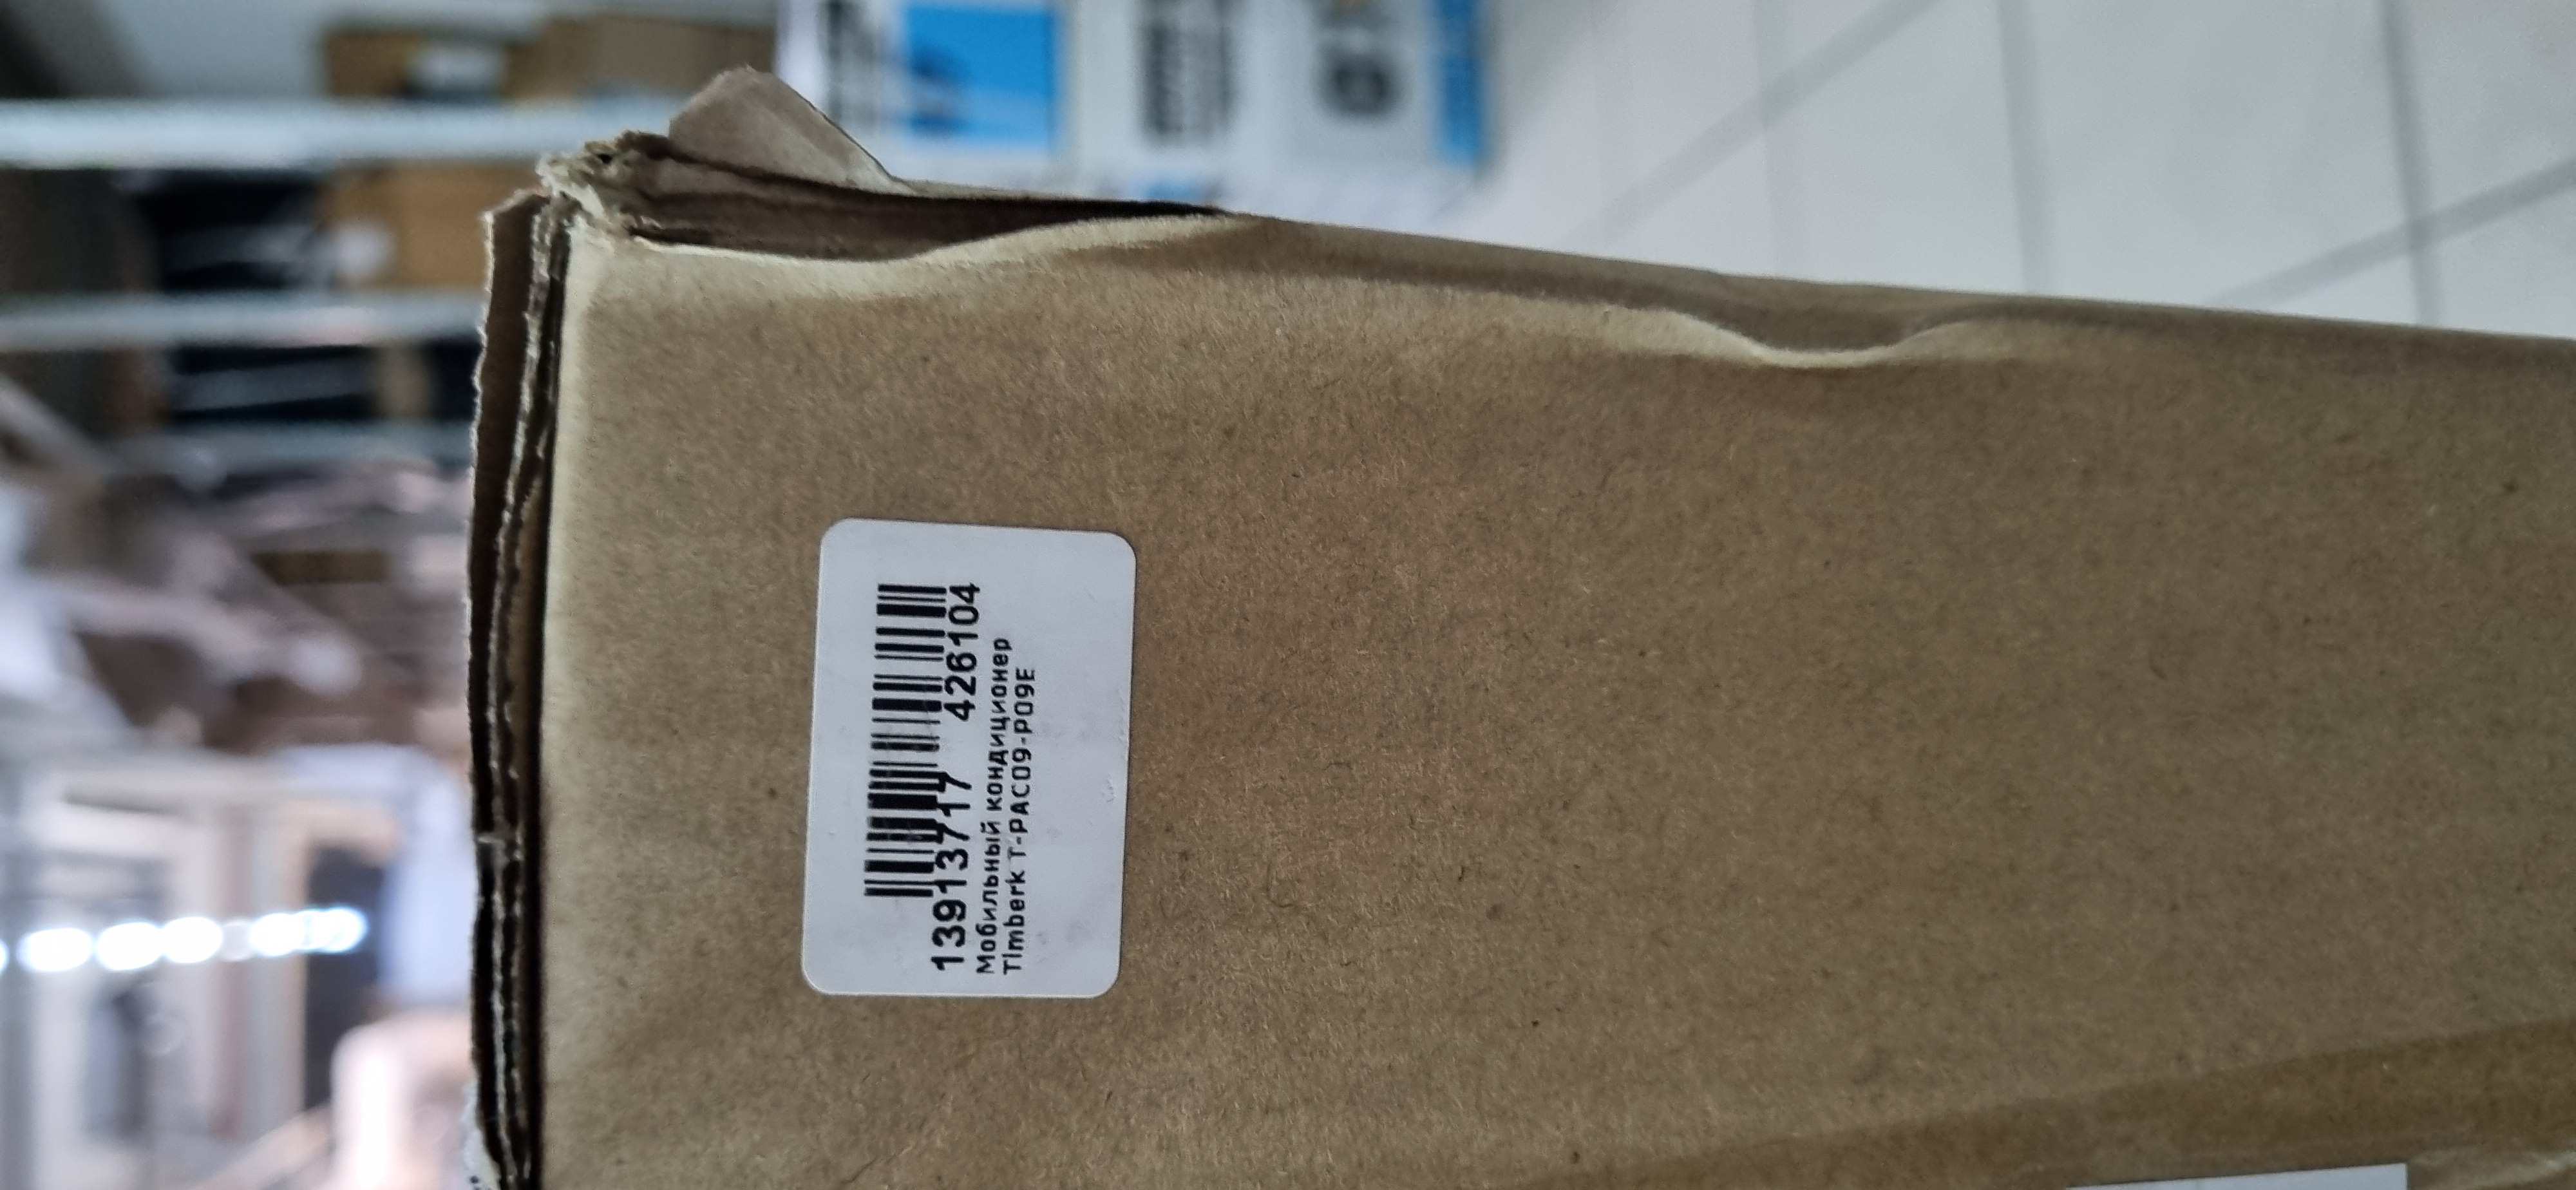 13913717 426104
Мобильный кондиционер
Timberk T-PAC09-P09E